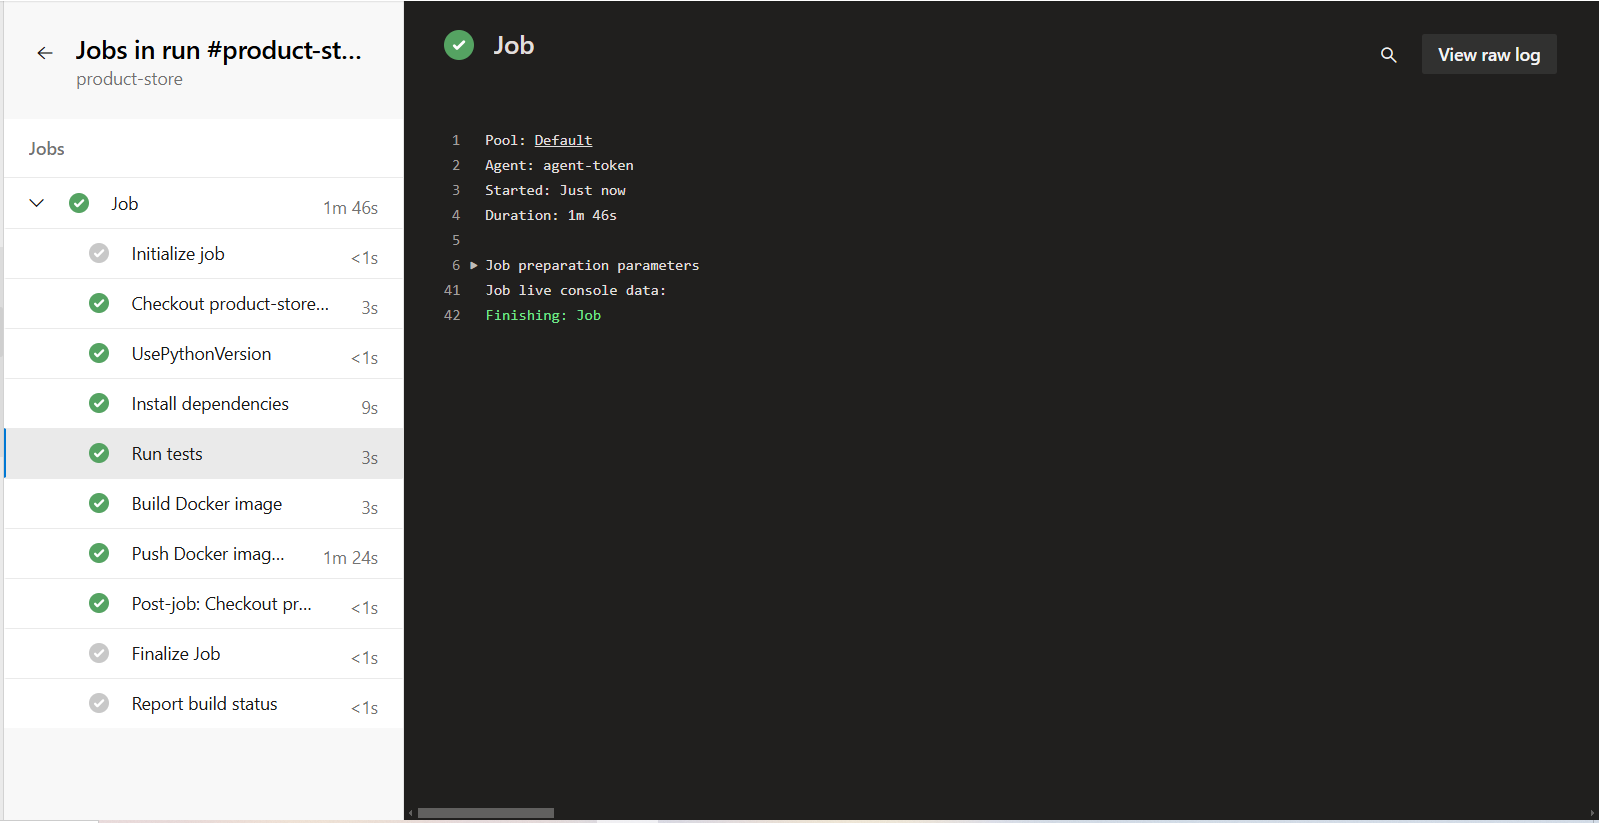 Jobs in run #product-st...
product-store
Jobs
Job 1m 46s
Initialize job <1s
Checkout product-store... 3s
UsePythonVersion <1s
Install dependencies 9s
Run tests 3s
Build Docker image 3s
Push Docker imag... 1m 24s
Post-job: Checkout pr... <1s
Finalize Job <1s
Report build status <1s
Job
View raw log
1 Pool: Default
2 Agent: agent-token
3 Started: Just now
4 Duration: 1m 46s
5
6 Job preparation parameters
41 Job live console data:
42 Finishing: Job